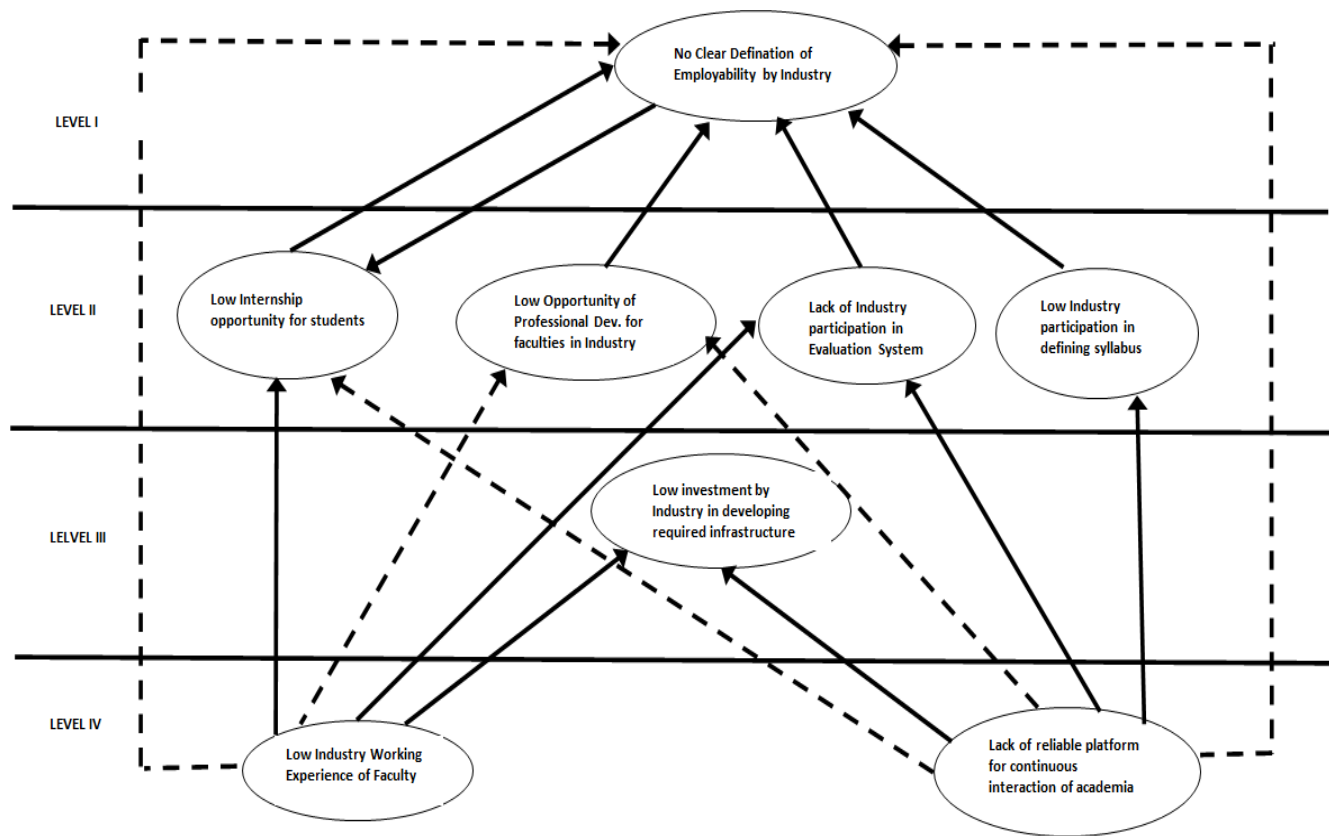 No Clear Defination of
Employability by Industry
LEVEL I
LEVEL II
Low Internship
opportunity for students
Low Opportunity of
Professional Dev. for
faculties in Industry
Lack of Industry
participation in
Evaluation System
Low Industry
participation in
defining syllabus
LELVEL III
Low investment by
Industry in developing
required infrastructure
LEVEL IV
Low Industry Working
Experience of Faculty
Lack of reliable platform
for continuous
interaction of academia